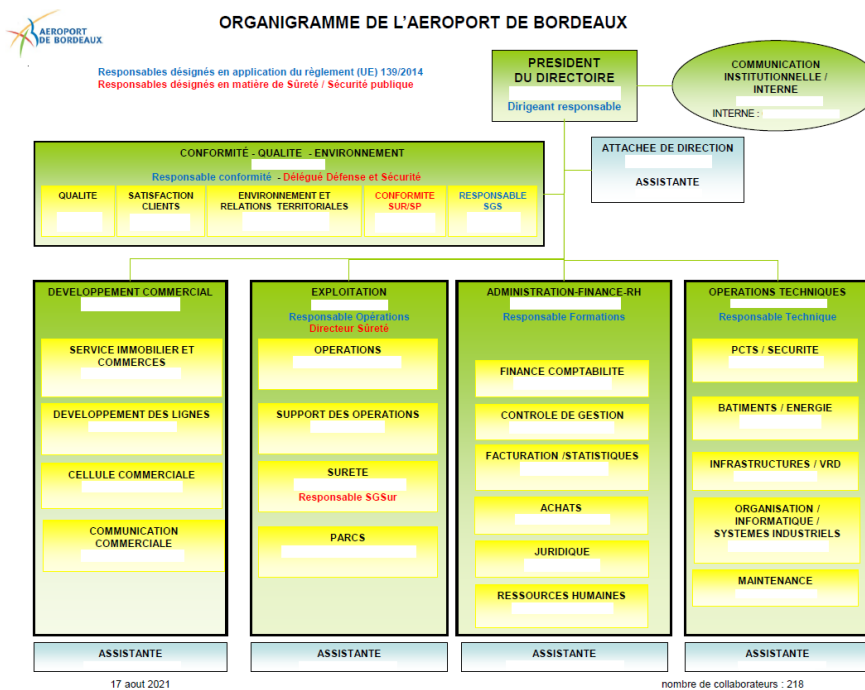 AEROPORT
DE BORDEAUX
ORGANIGRAMME DE L'AEROPORT DE BORDEAUX
Responsables désignés en application du règlement (UE) 139/2014
Responsables désignés en matière de Sûreté / Sécurité publique
PRESIDENT
DU DIRECTOIRE
Dirigeant responsable
COMMUNICATION
INSTITUTIONNELLE /
INTERNE
INTERNE :
ATTACHEE DE DIRECTION
ASSISTANTE
CONFORMITÉ - QUALITE - ENVIRONNEMENT
Responsable conformité - Délégué Défense et Sécurité
QUALITE
SATISFACTION
CLIENTS
ENVIRONNEMENT ET
RELATIONS TERRITORIALES
CONFORMITE
SUR/SP
RESPONSABLE
SGS
DEVELOPPEMENT COMMERCIAL
SERVICE IMMOBILIER ET
COMMERCES
DEVELOPPEMENT DES LIGNES
CELLULE COMMERCIALE
COMMUNICATION
COMMERCIALE
ASSISTANTE
EXPLOITATION
Responsable Opérations
Directeur Sûreté
OPERATIONS
SUPPORT DES OPERATIONS
SURETE
Responsable SGSur
PARCS
ASSISTANTE
ADMINISTRATION-FINANCE-RH
Responsable Formations
FINANCE COMPTABILITE
CONTROLE DE GESTION
FACTURATION /STATISTIQUES
ACHATS
JURIDIQUE
RESSOURCES HUMAINES
ASSISTANTE
OPERATIONS TECHNIQUES
Responsable Technique
PCTS / SECURITE
BATIMENTS / ENERGIE
INFRASTRUCTURES / VRD
ORGANISATION /
INFORMATIQUE /
SYSTEMES INDUSTRIELS
MAINTENANCE
ASSISTANTE
17 aout 2021
nombre de collaborateurs : 218